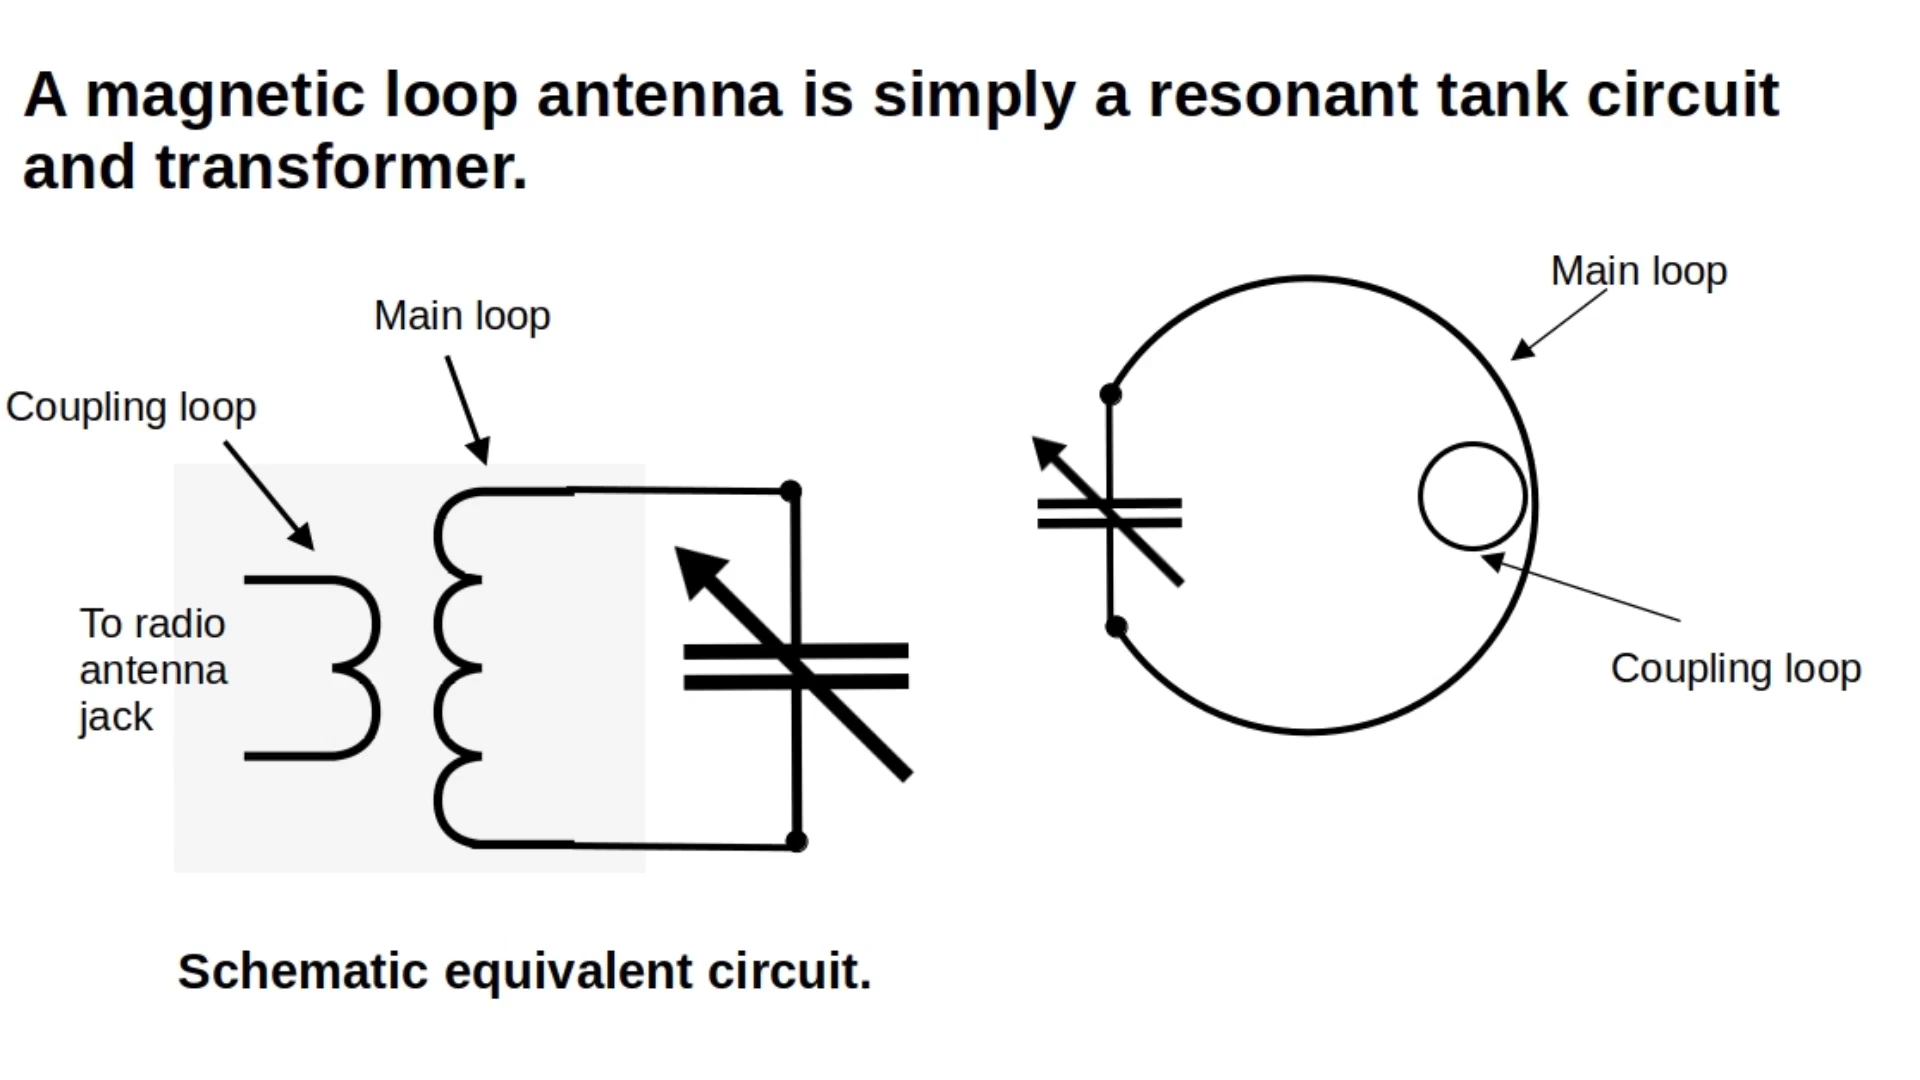 A magnetic loop antenna is simply a resonant tank circuit
and transformer.
Main loop
Coupling loop
To radio
antenna
jack
Main loop
Coupling loop
Schematic equivalent circuit.